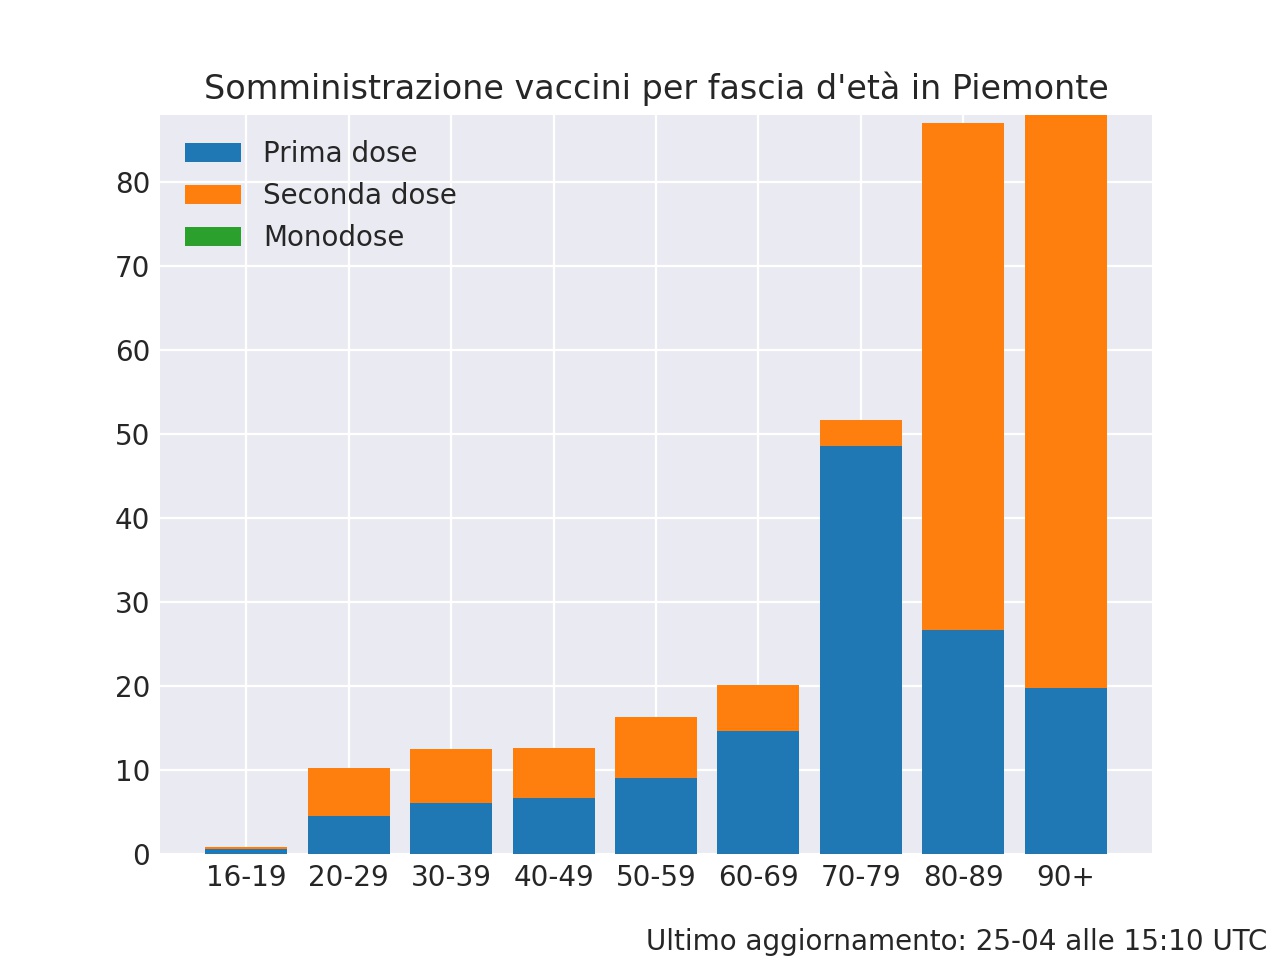 Somministrazione vaccini per fascia d'età in Piemonte
Prima dose
Seconda dose
Monodose
80
70
60
50
40
30
20
10
0
16-19 20-29 30-39 40-49 50-59 60-69 70-79 80-89 90+
Ultimo aggiornamento: 25-04 alle 15:10 UTC